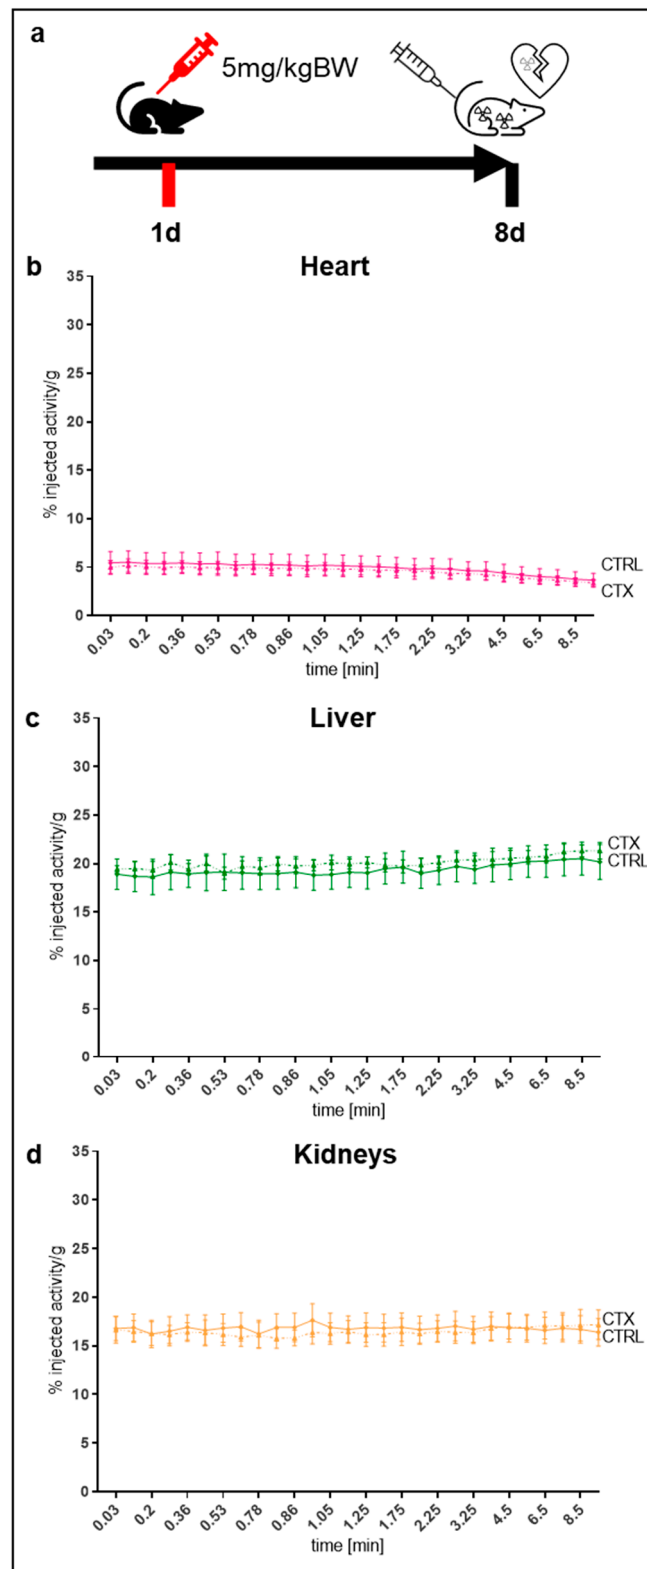 a
5mg/kgBW
1d 8d
b Heart
35
30
25
20
15
10
5
0
% injected activity/g
CTRL
CTX
0.03 0.2 0.36 0.53 0.78 0.86 1.05 1.25 1.75 2.25 3.25 4.5 6.5 8.5
time [min]
c Liver
35
30
25
20
15
10
5
0
% injected activity/g
CTX
CTRL
0.03 0.2 0.36 0.53 0.78 0.86 1.05 1.25 1.75 2.25 3.25 4.5 6.5 8.5
time [min]
d Kidneys
35
30
25
20
15
10
5
0
% injected activity/g
CTX
CTRL
0.03 0.2 0.36 0.53 0.78 0.86 1.05 1.25 1.75 2.25 3.25 4.5 6.5 8.5
time [min]